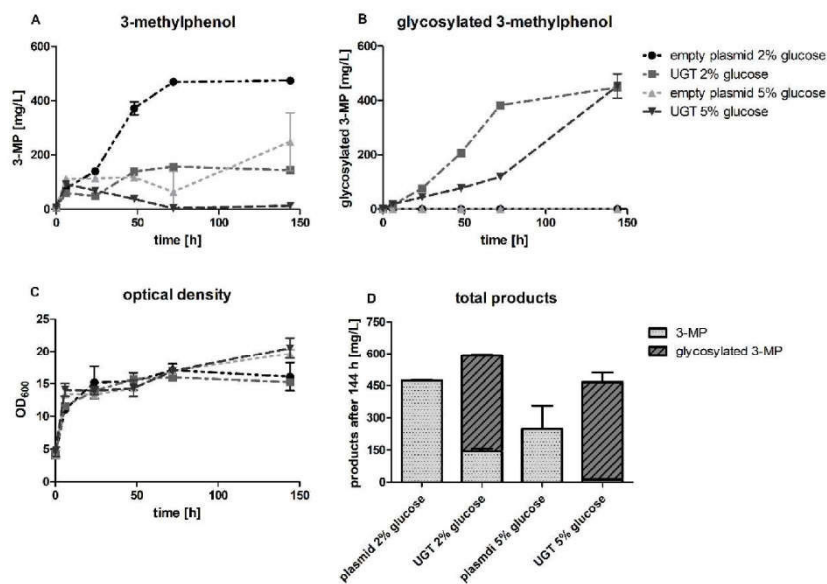 A
3-methylphenol
3-MP [mg/L]
600
400
200
0
0
50
100
150
time [h]
B
glycosylated 3-methylphenol
glycosylated 3-MP [mg/L]
600
400
200
0
0
50
100
150
time [h]
empty plasmid 2% glucose
UGT 2% glucose
empty plasmid 5% glucose
UGT 5% glucose
C
optical density
OD600
25
20
15
10
5
0
0
50
100
150
time [h]
D
total products
products after 144 h [mg/L]
750
600
450
300
150
0
plasmid 2% glucose
UGT 2% glucose
plasmdi 5% glucose
UGT 5% glucose
3-MP
glycosylated 3-MP